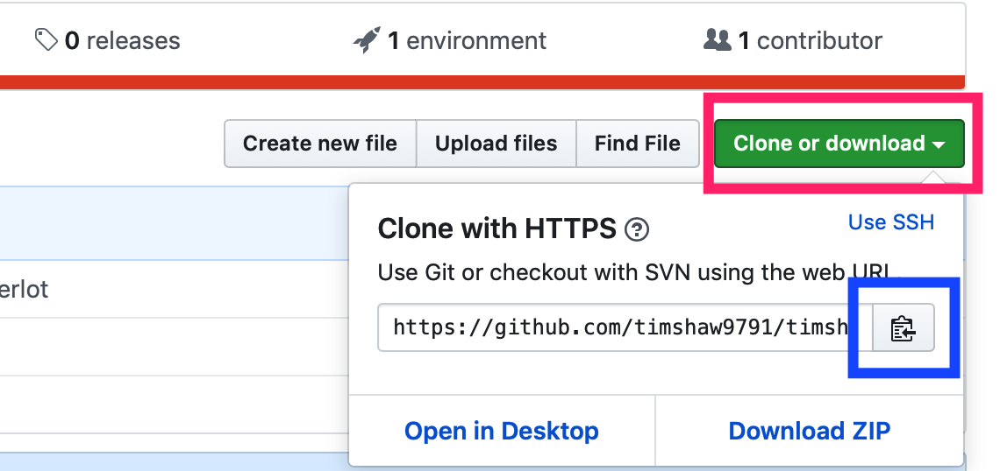 0 releases 1 environment 1 contributor
Create new file Upload files Find File Clone or download
Clone with HTTPS Use SSH
Use Git or checkout with SVN using the web URL.
erlot
https://github.com/timshaw9791/timsh
Open in Desktop Download ZIP